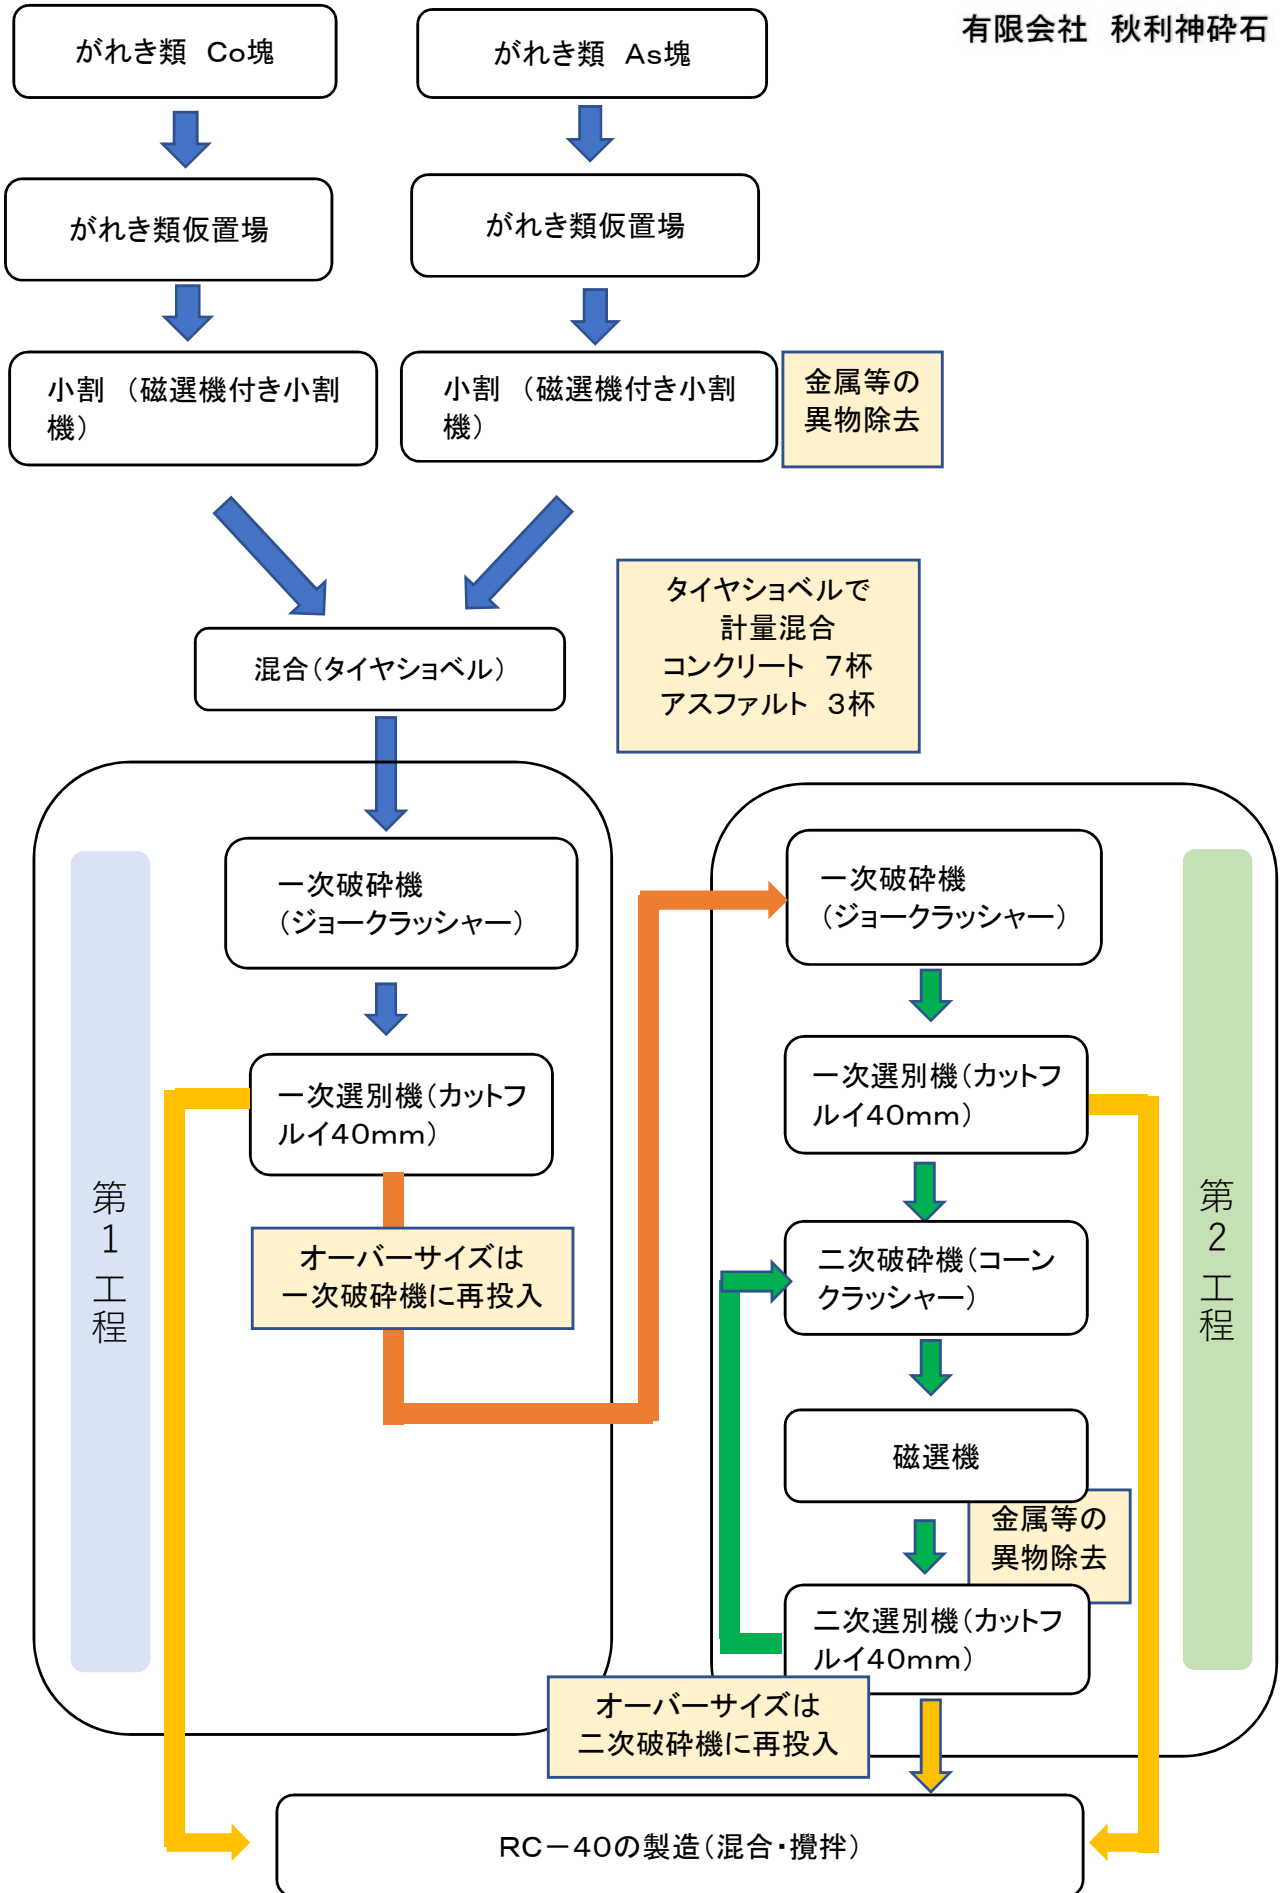 有限会社　秋利神砕石
がれき類　Co塊
がれき類　As塊
がれき類仮置場
がれき類仮置場
小割　（磁選機付き小割
機）
小割　（磁選機付き小割
機）
金属等の
異物除去
タイヤショベルで
計量混合
コンクリート　７杯
アスファルト　３杯
混合（タイヤショベル）
第
1
工
程
一次破砕機
（ジョークラッシャー）
一次選別機（カットフ
ルイ40mm）
オーバーサイズは
一次破砕機に再投入
第
2
工
程
一次破砕機
（ジョークラッシャー）
一次選別機（カットフ
ルイ40mm）
二次破砕機（コーン
クラッシャー）
磁選機
金属等の
異物除去
二次選別機（カットフ
ルイ40mm）
オーバーサイズは
二次破砕機に再投入
RC－40の製造（混合・攪拌）